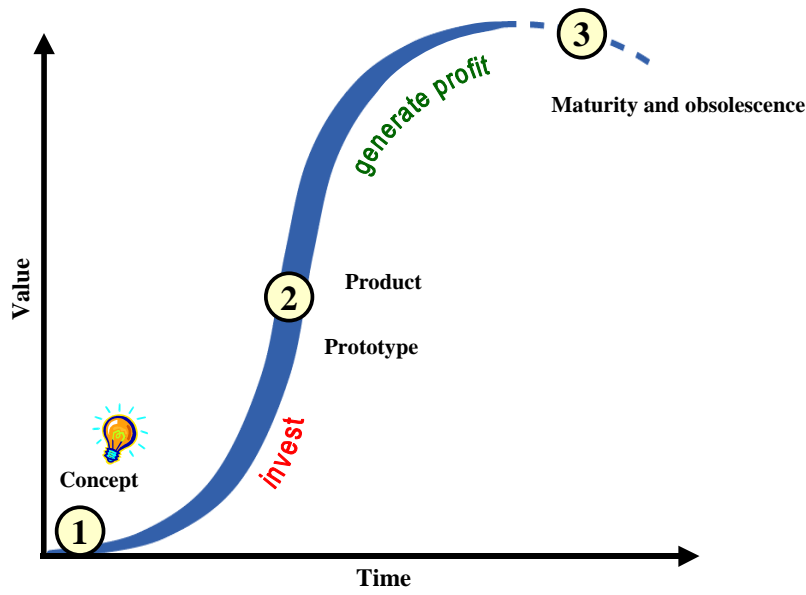 3
generate profit
Maturity and obsolescence
Value
2
Product
Prototype
invest
Concept
1
Time